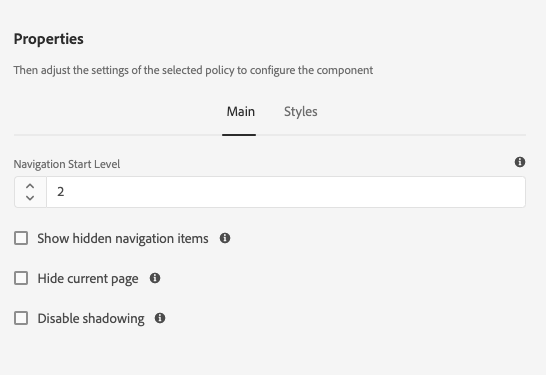 Properties
Then adjust the settings of the selected policy to configure the component
Main Styles
Navigation Start Level
2
Show hidden navigation items
Hide current page
Disable shadowing